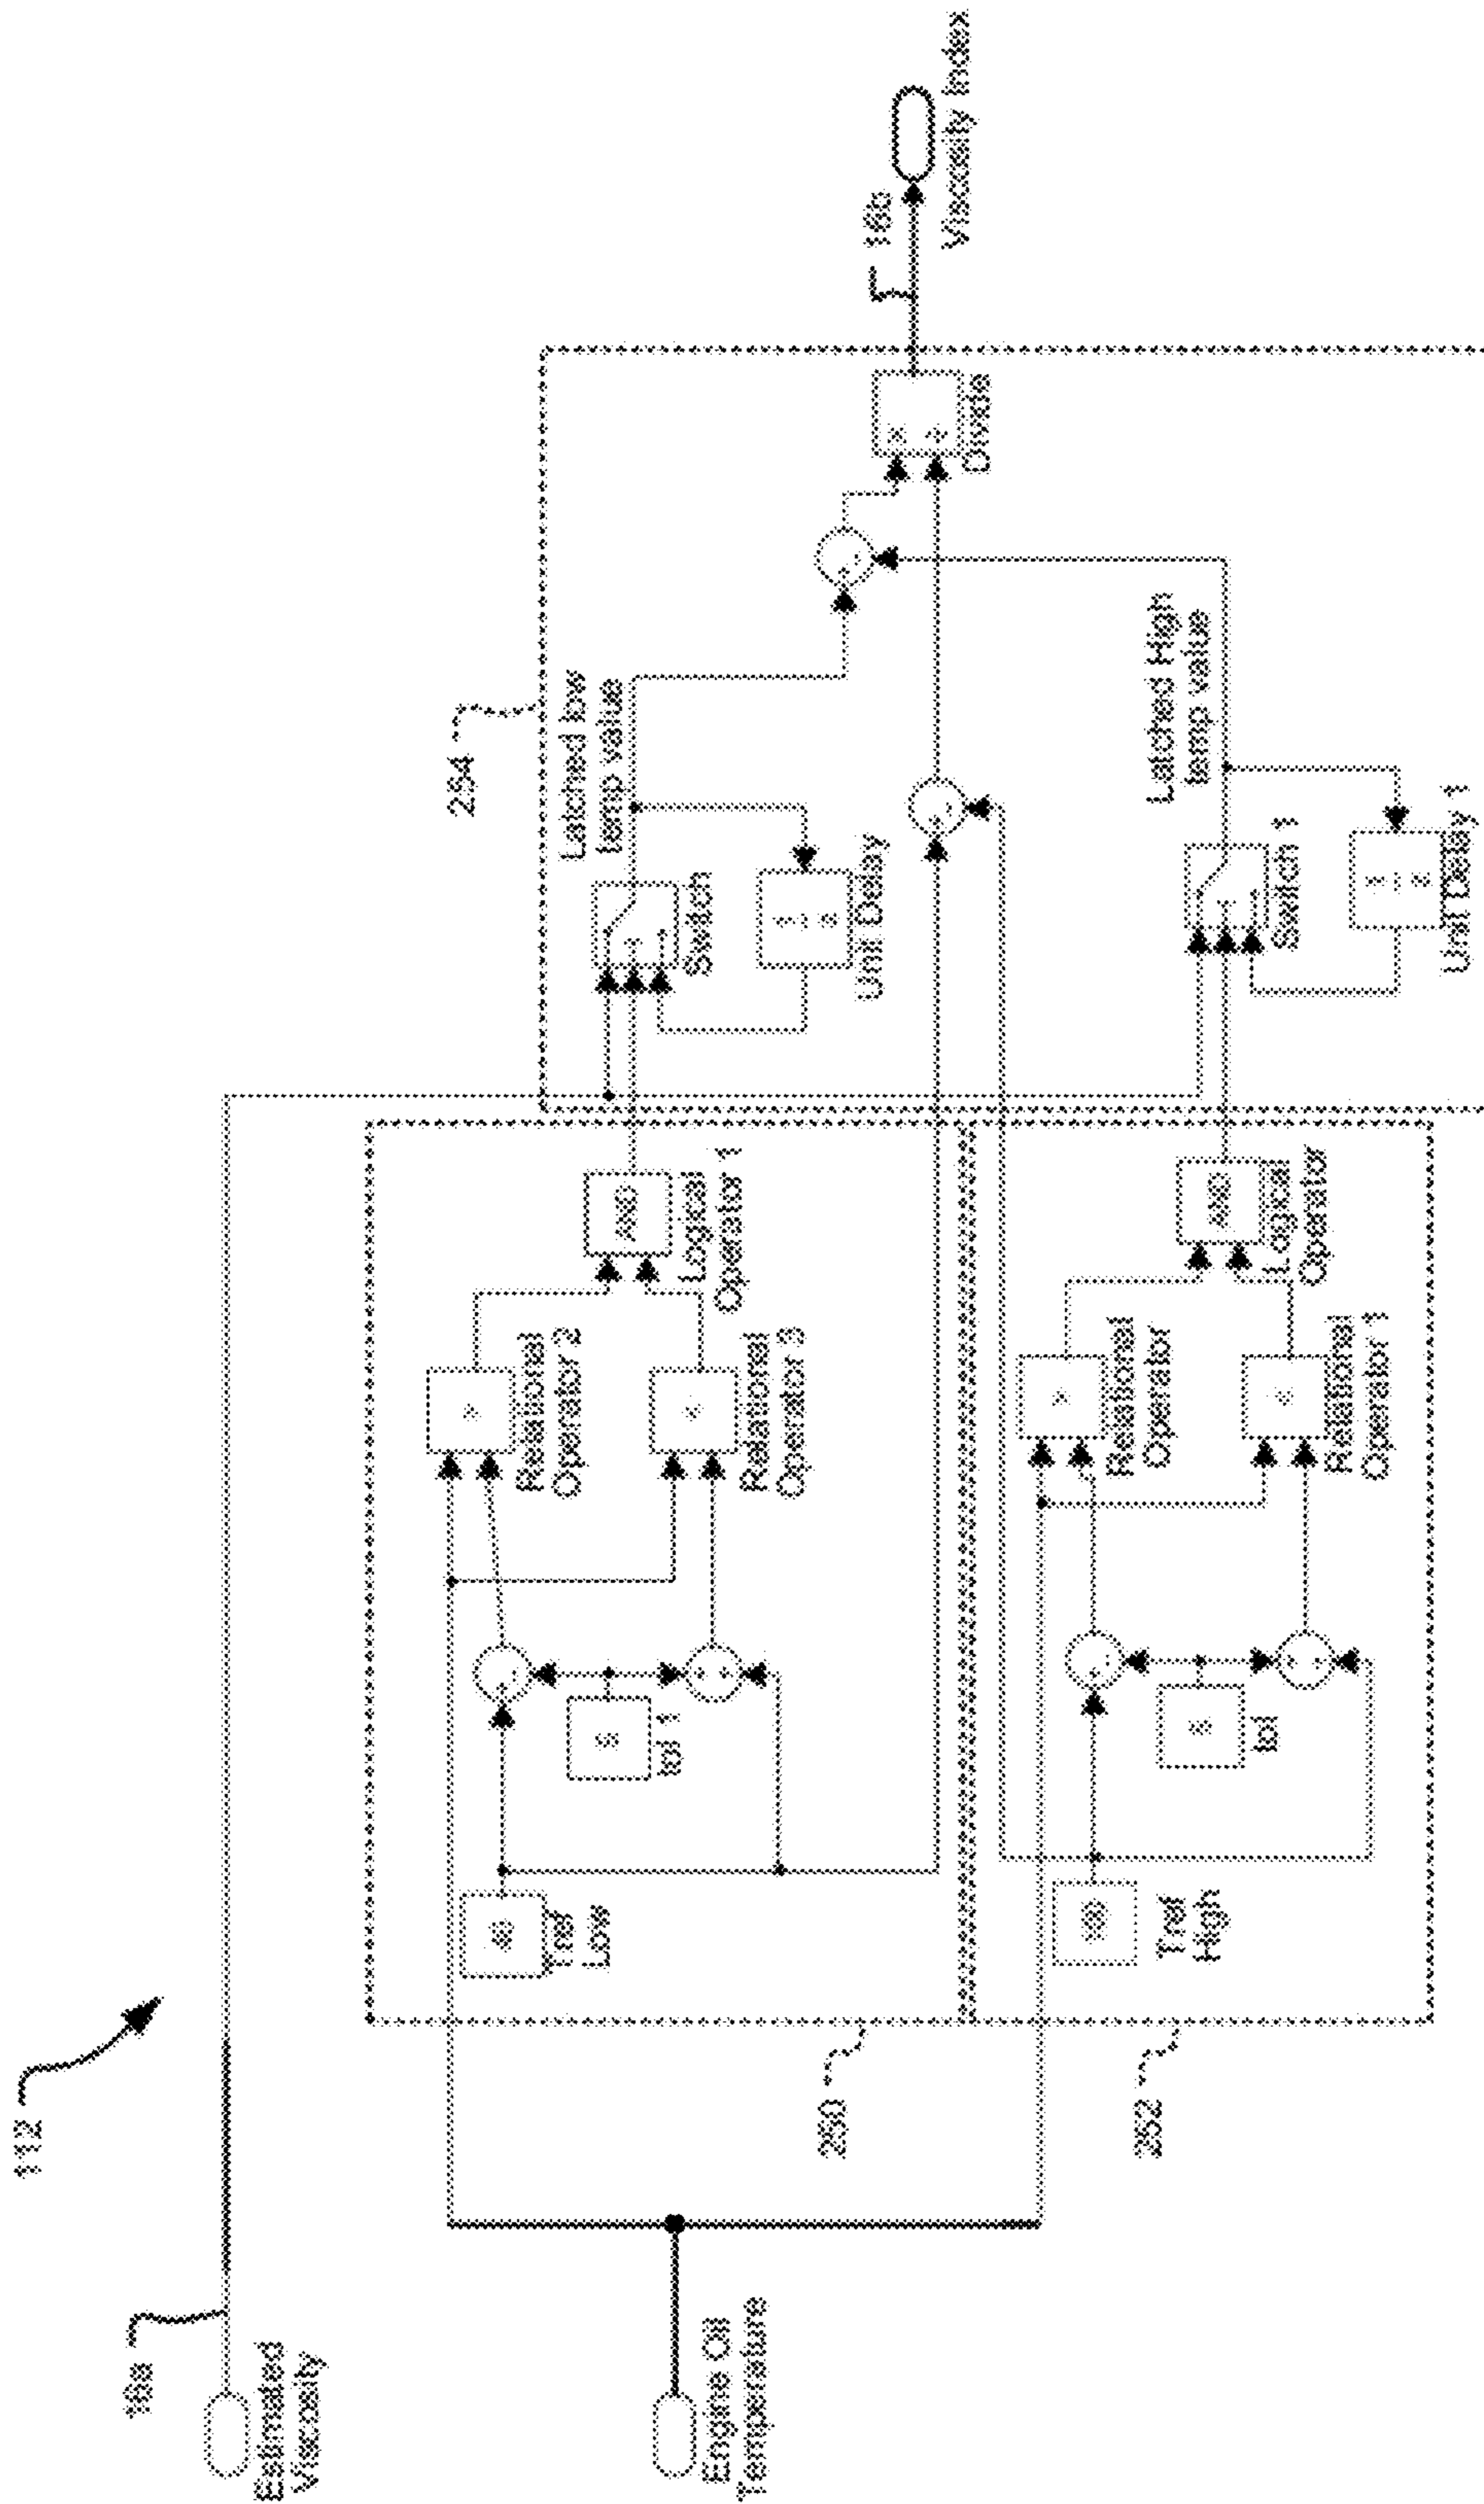 112
16a
Estimated
Viscosity
Engine Oil
Temperature
250
252
Tref
Low
tol 1
Relational
Operator 2
Relational
Operator 3
AND
Logical
Operator 1
Tref
High
tol
Relational
Operator
Relational
Operator 1
AND
Logical
Operator
254
Latched low
temp value
Switch
Unit Delay
Latched High
temp value
Switch 1
Unit Delay 1
Divide
16b
Viscosity Index